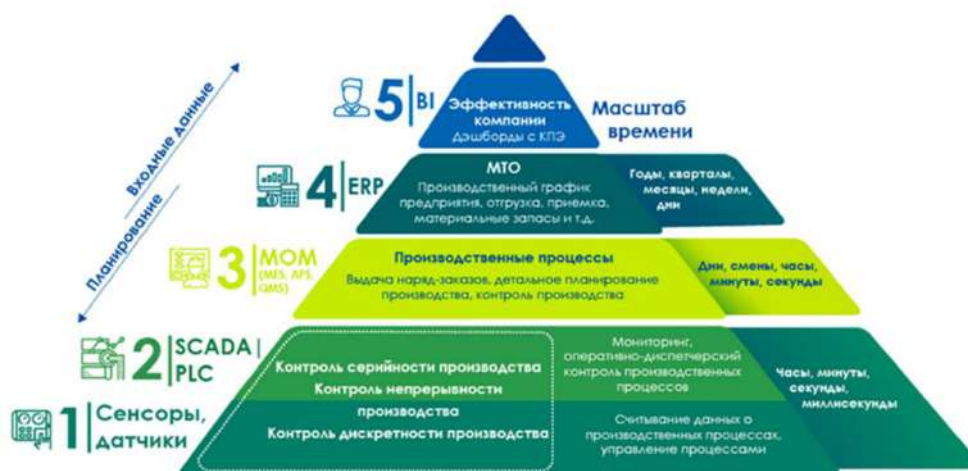 Входные данные
Планирование
5 BI
Эффективность
компании
Дэшборды с КПЭ
Масштаб
времени
4 ERP
МТО
Производственный график
предприятия, отгрузка, приемка,
материальные запасы и т.д.
Годы, кварталы,
месяцы, недели,
дни
3 MOM
(MES, APS,
QMS)
Производственные процессы
Выдача наряд-заказов, детальное планирование
производства, контроль производства
Дни, смены, часы,
минуты, секунды
2 SCADA |
PLC
Контроль серийности производства
Контроль непрерывности
производства
Контроль дискретности производства
Мониторинг,
оперативно-диспетчерский
контроль производственных
процессов
Часы, минуты,
секунды,
миллисекунды
1 Сенсоры,
датчики
Считывание данных о
производственных процессах,
управление процессами